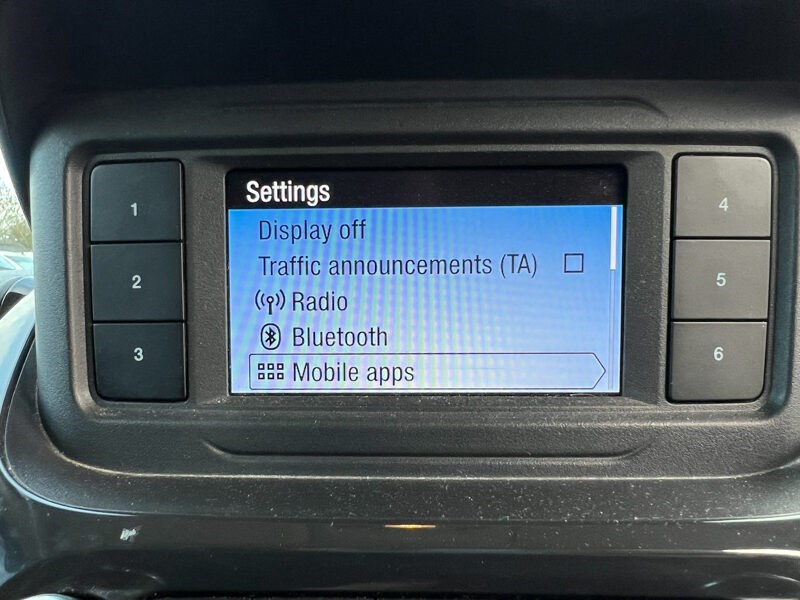 Settings
Display off
Traffic announcements (TA)
Radio
Bluetooth
Mobile apps
1
2
3
4
5
6